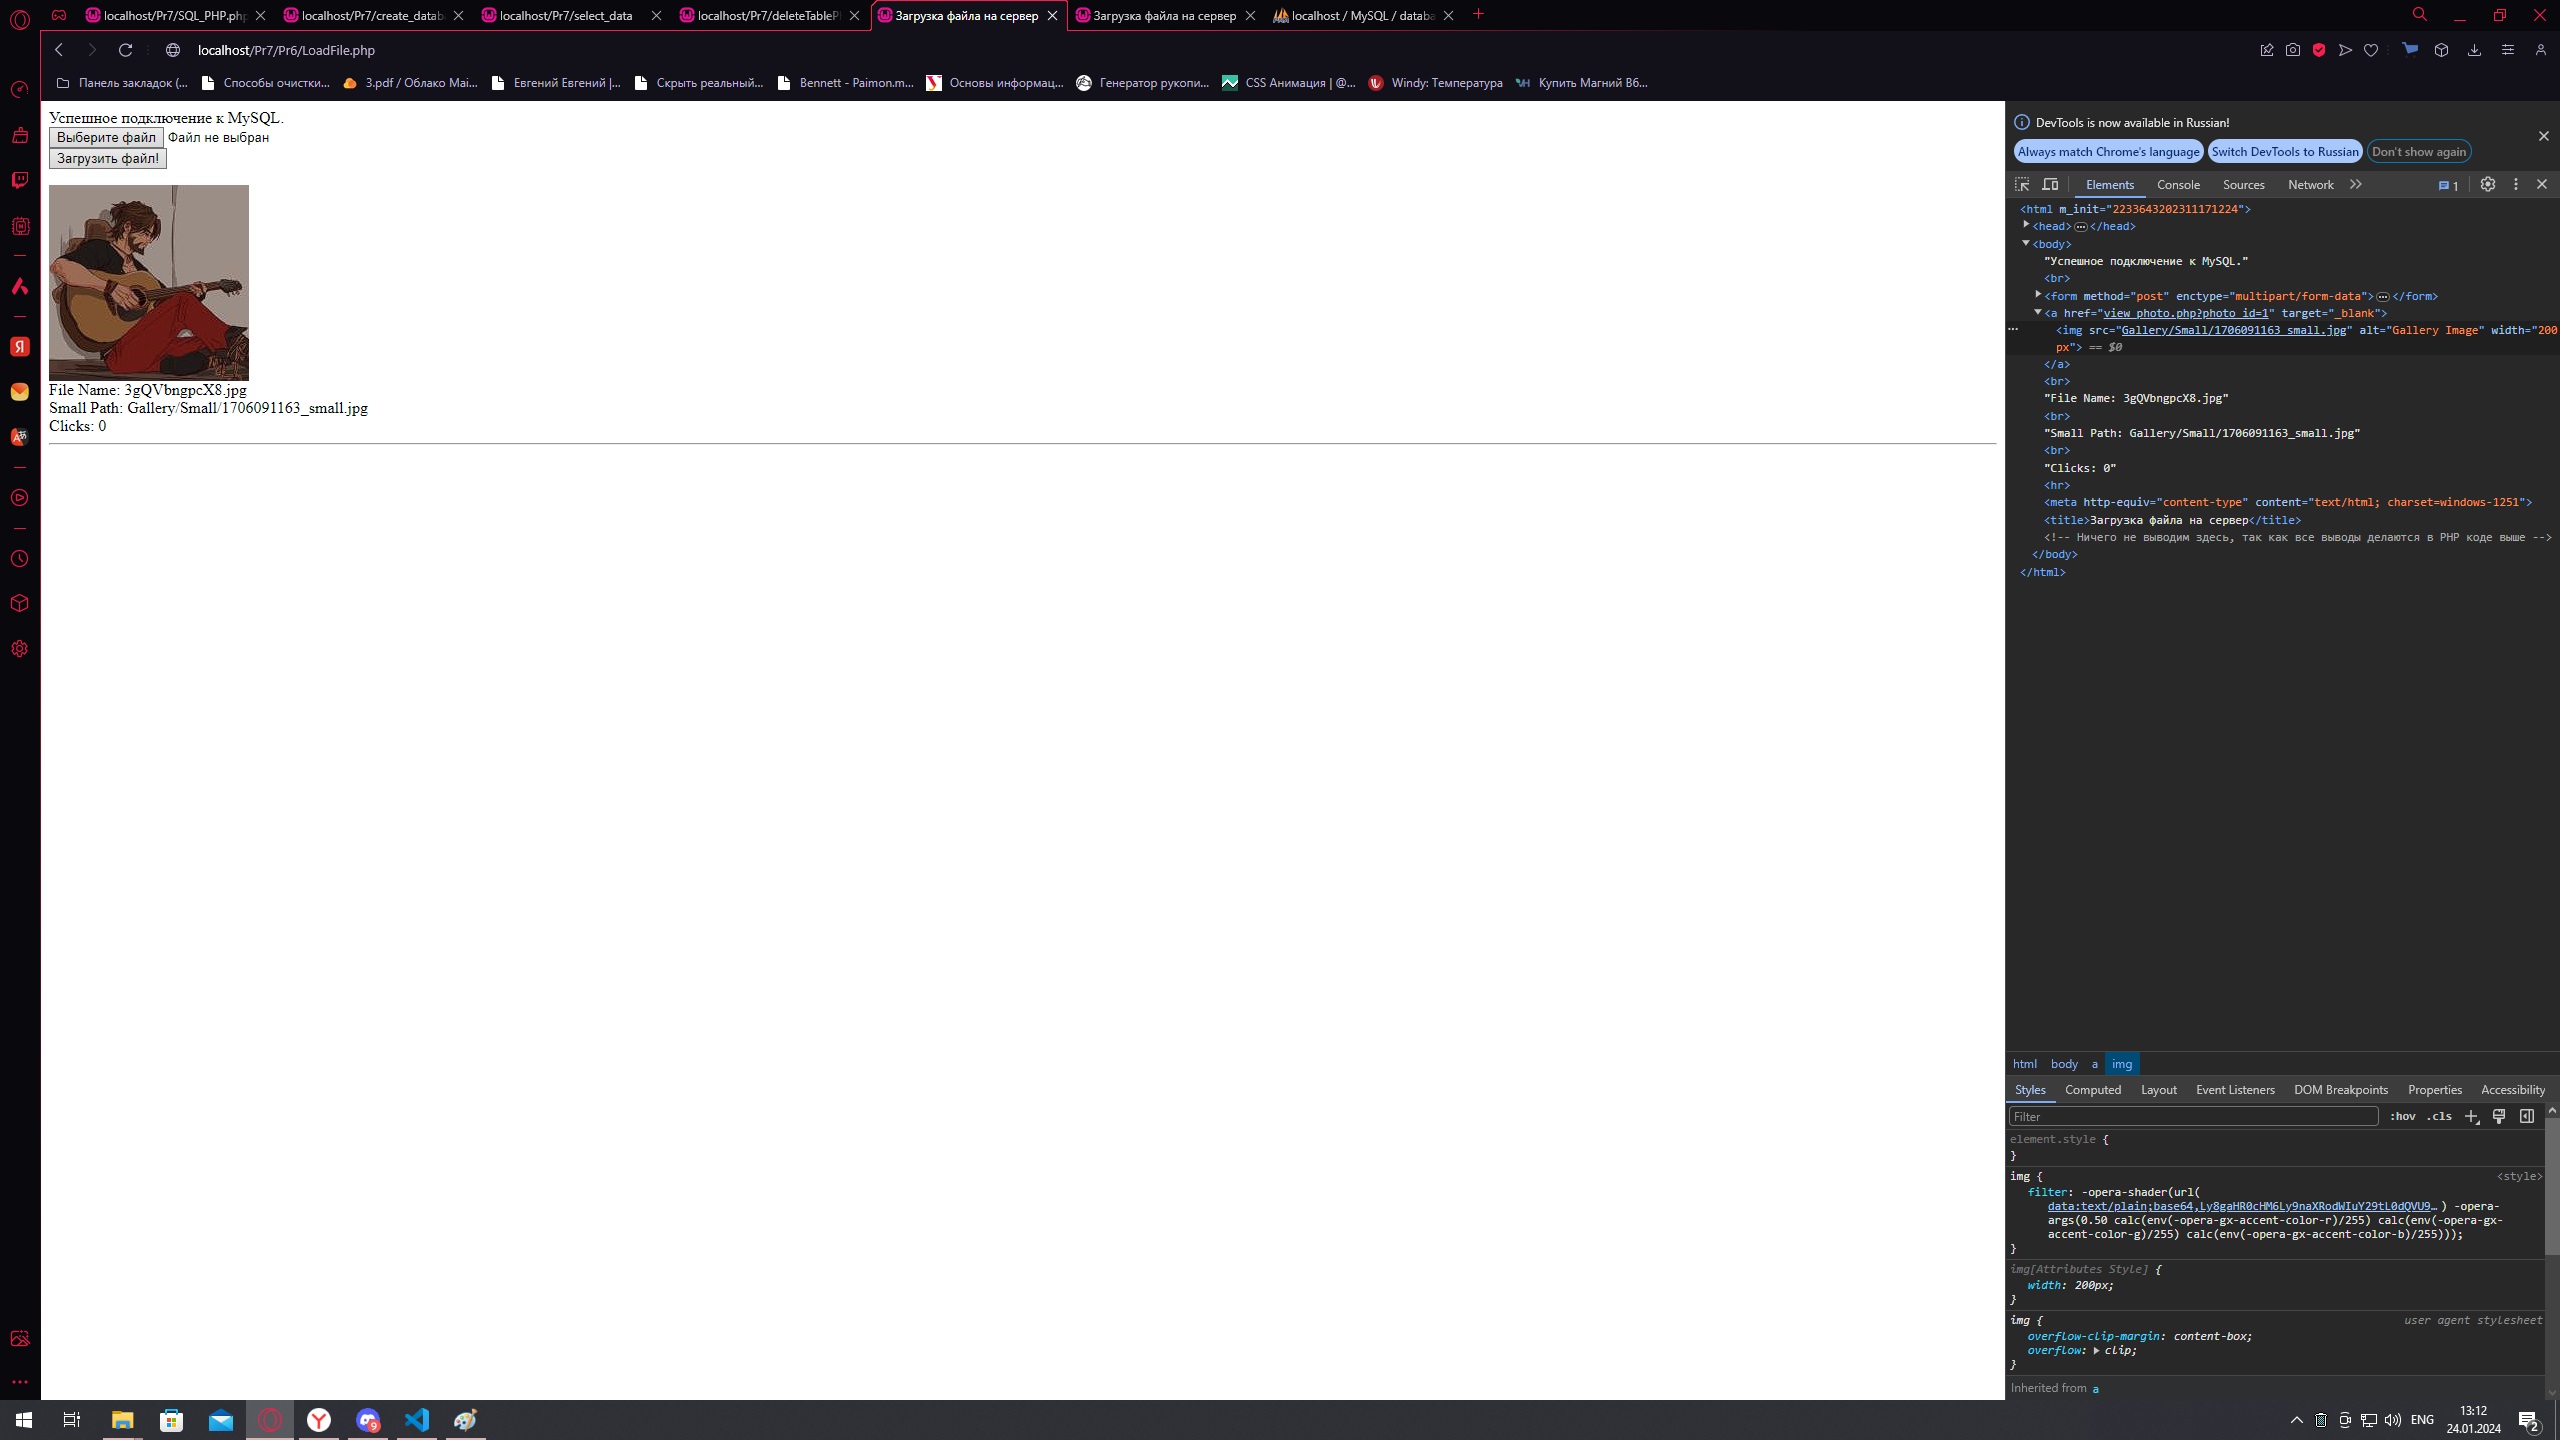 localhost/Pr7/SQL_PHP.php
localhost/Pr7/create_datab
localhost/Pr7/select_data
localhost/Pr7/deleteTableP
Загрузка файла на сервер
Загрузка файла на сервер
localhost / MySQL / databa
localhost/Pr7/Pr6/LoadFile.php
Панель закладок (...
Способы очистки...
3.pdf / Облако Mai...
Евгений Евгений |...
Скрыть реальный...
Bennett - Paimon.m...
Основы информац...
Генератор рукопи...
CSS Анимация | @...
Windy: Температура
Купить Магний B6...
Успешное подключение к MySQL.
Выберите файл Файл не выбран
Загрузить файл!
File Name: 3gQVbngpcX8.jpg
Small Path: Gallery/Small/1706091163_small.jpg
Clicks: 0
DevTools is now available in Russian!
Always match Chrome's language Switch DevTools to Russian Don't show again
Elements Console Sources Network 1
<html m_init="2233643202311171224">
<head> </head>
<body>
"Успешное подключение к MySQL."
<br>
<form method="post" enctype="multipart/form-data"> </form>
<a href="view_photo.php?photo_id=1" target="_blank">
<img src="Gallery/Small/1706091163_small.jpg" alt="Gallery Image" width="200
px"> == $0
</a>
<br>
"File Name: 3gQVbngpcX8.jpg"
<br>
"Small Path: Gallery/Small/1706091163_small.jpg"
<br>
"Clicks: 0"
<hr>
<meta http-equiv="content-type" content="text/html; charset=windows-1251">
<title>Загрузка файла на сервер</title>
<!-- Ничего не выводим здесь, так как все выводы делаются в PHP коде выше -->
</body>
</html>
html body a img
Styles Computed Layout Event Listeners DOM Breakpoints Properties Accessibility
Filter :hov .cls
element.style {
}
img { <style>
filter: -opera-shader(url(
data:text/plain;base64,Ly8gaHR0cHM6Ly9naXRodWIuY29tL0dQVU9… ) -opera-
args(0.50 calc(env(-opera-gx-accent-color-r)/255) calc(env(-opera-gx-
accent-color-g)/255) calc(env(-opera-gx-accent-color-b)/255)));
}
img[Attributes Style] {
width: 200px;
}
img { user agent stylesheet
overflow-clip-margin: content-box;
overflow: clip;
}
Inherited from a
9
ENG
13:12
24.01.2024
2